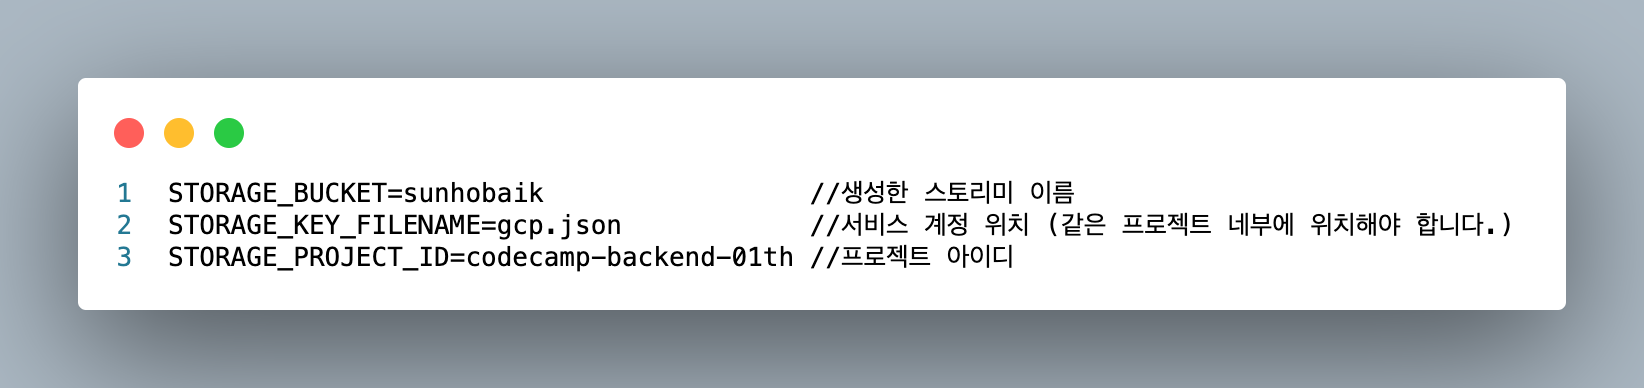 1 STORAGE_BUCKET=sunhobaik //생성한 스토리미 이름
2 STORAGE_KEY_FILENAME=gcp.json //서비스 계정 위치 (같은 프로젝트 네부에 위치해야 합니다.)
3 STORAGE_PROJECT_ID=codecamp-backend-01th //프로젝트 아이디